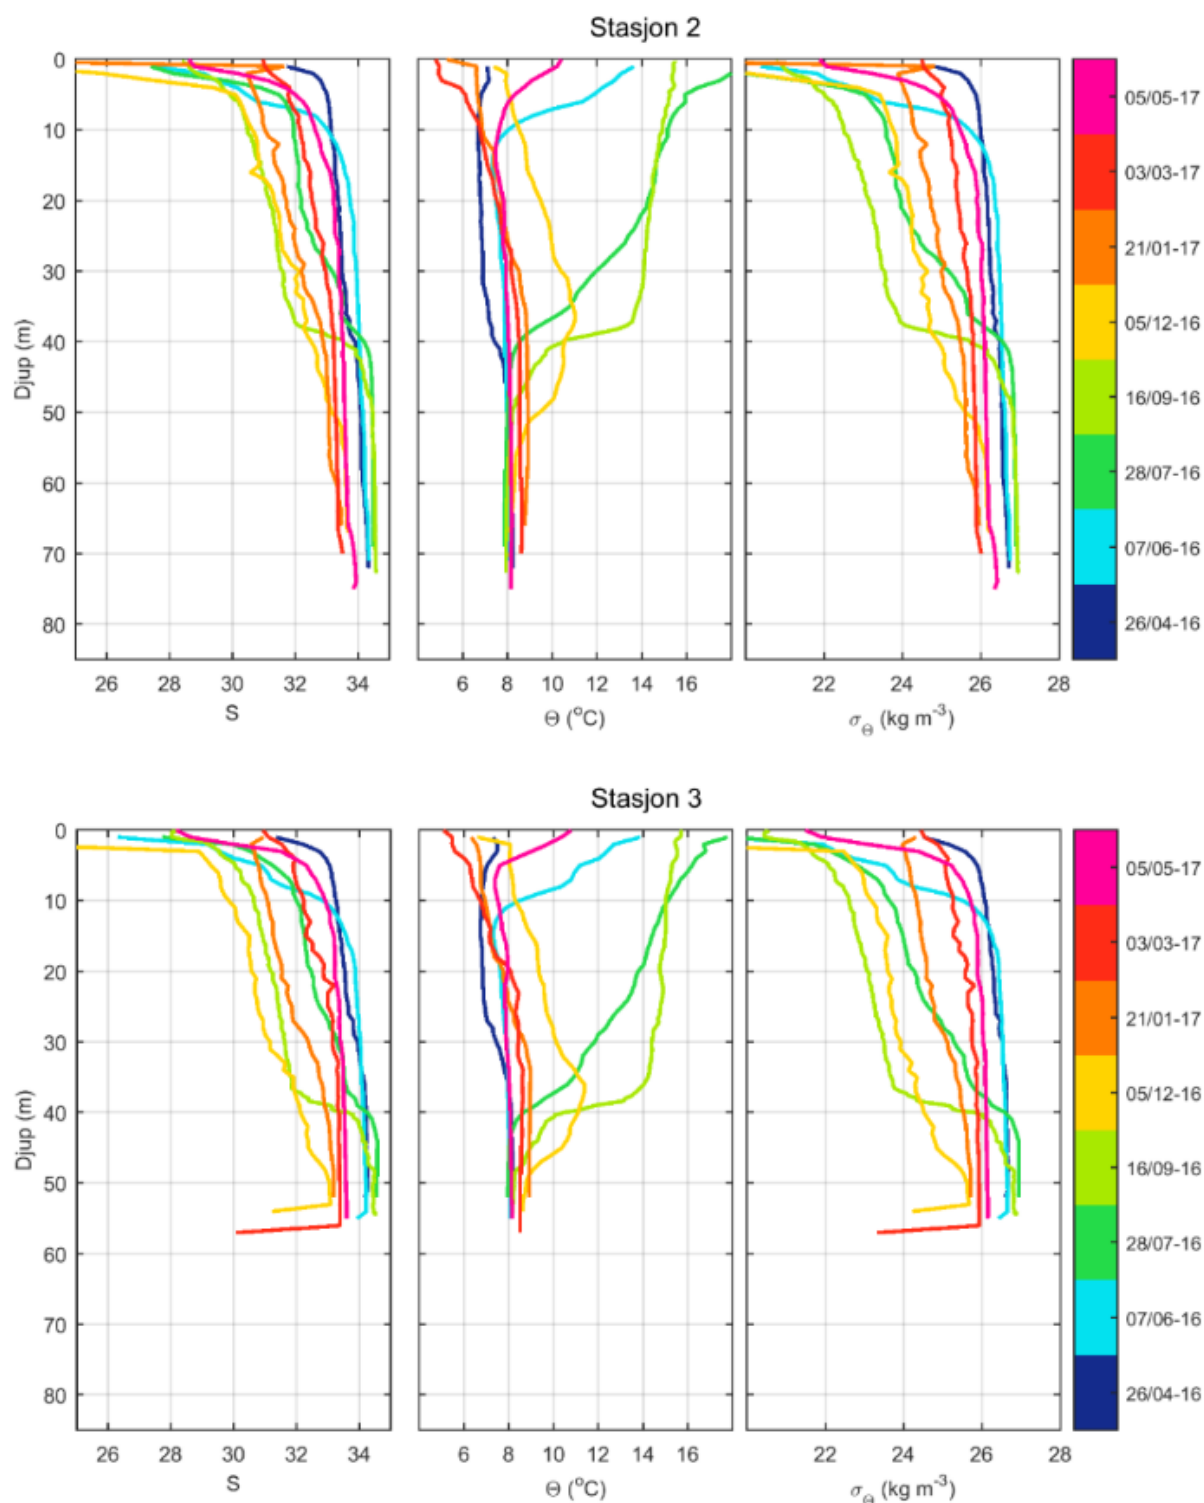 Stasjon 2
0
10
20
30
40
50
60
70
80
Djup (m)
26 28 30 32 34
S
6 8 10 12 14 16
Θ (°C)
22 24 26 28
σΘ (kg m-3)
05/05-17
03/03-17
21/01-17
05/12-16
16/09-16
28/07-16
07/06-16
26/04-16
Stasjon 3
0
10
20
30
40
50
60
70
80
Djup (m)
26 28 30 32 34
S
6 8 10 12 14 16
Θ (°C)
22 24 26 28
σΘ (kg m-3)
05/05-17
03/03-17
21/01-17
05/12-16
16/09-16
28/07-16
07/06-16
26/04-16